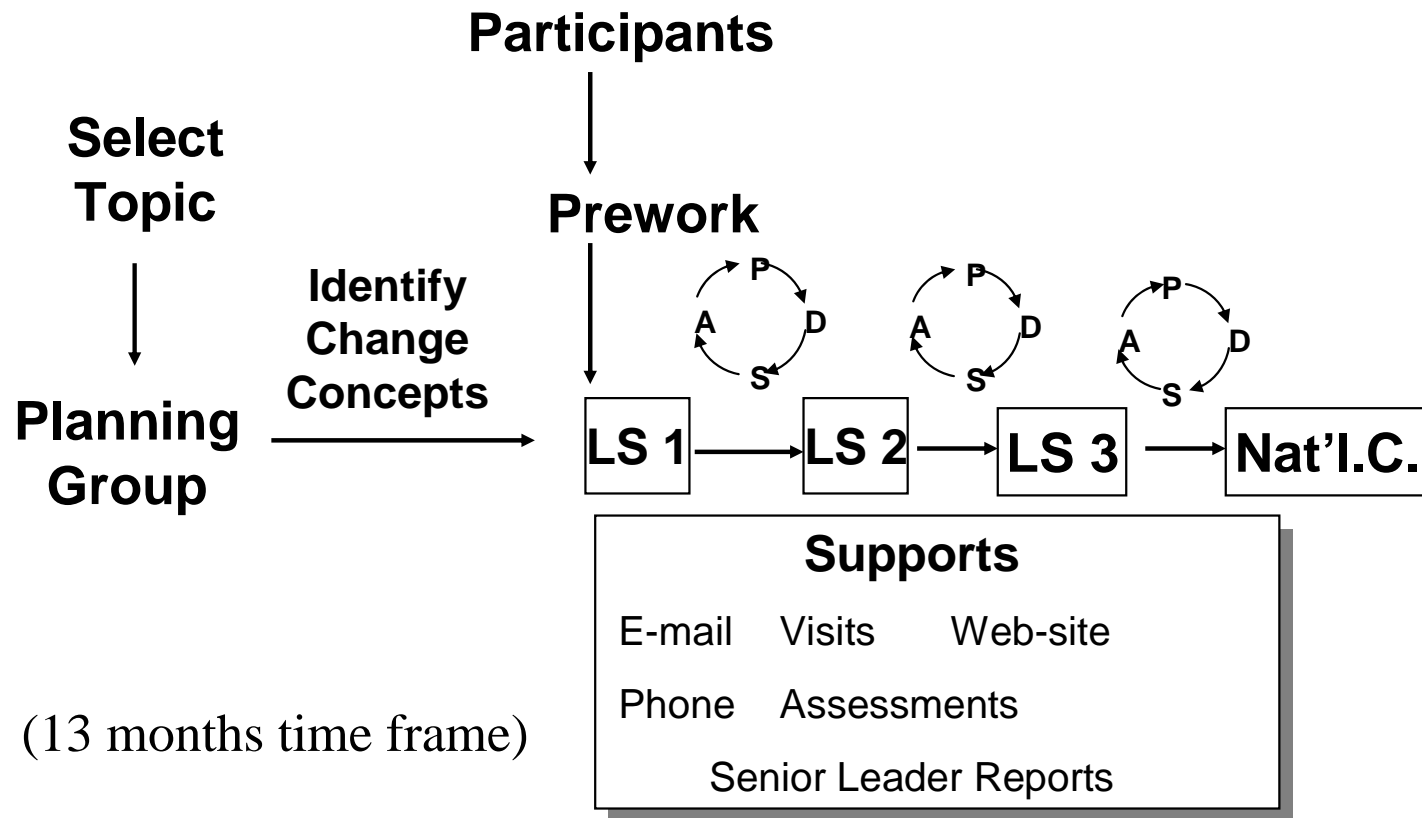 Participants
Select
Topic
Prework
Identify
Change
Concepts
Planning
Group
P
A D
S
P
A D
S
P
A D
S
LS 1
LS 2
LS 3
Nat’l.C.
Supports
E-mail Visits Web-site
Phone Assessments
Senior Leader Reports
(13 months time frame)